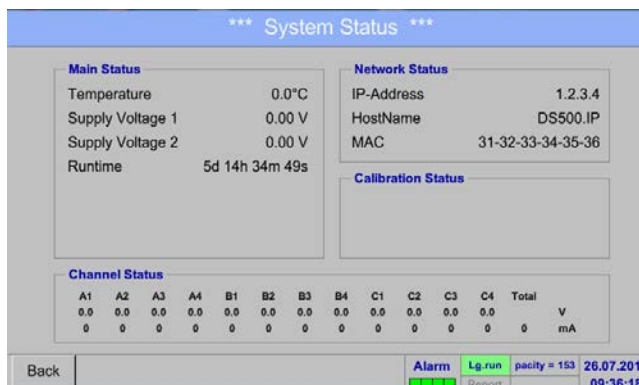 *** System Status ***
Main Status
Temperature 0.0°C
Supply Voltage 1 0.00 V
Supply Voltage 2 0.00 V
Runtime 5d 14h 34m 49s
Network Status
IP-Address 1.2.3.4
HostName DS500.IP
MAC 31-32-33-34-35-36
Calibration Status
Channel Status
A1 A2 A3 A4 B1 B2 B3 B4 C1 C2 C3 C4 Total
0.0 0.0 0.0 0.0 0.0 0.0 0.0 0.0 0.0 0.0 0.0 0.0 V
0 0 0 0 0 0 0 0 0 0 0 0 0 mA
Back
Alarm Lg.run pacity = 153 26.07.201
Report 09:36:18